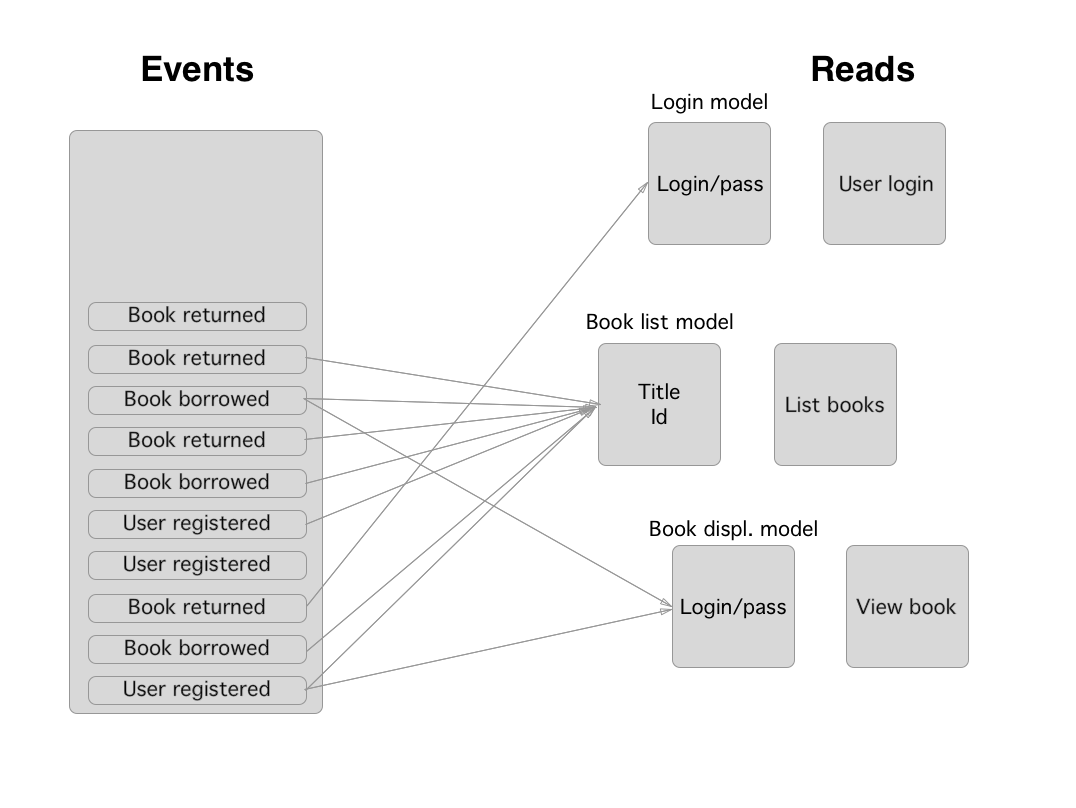 Events
Reads
Login model
Login/pass
User login
Book returned
Book returned
Book borrowed
Book returned
Book borrowed
User registered
User registered
Book returned
Book borrowed
User registered
Book list model
Title
Id
List books
Book displ. model
Login/pass
View book